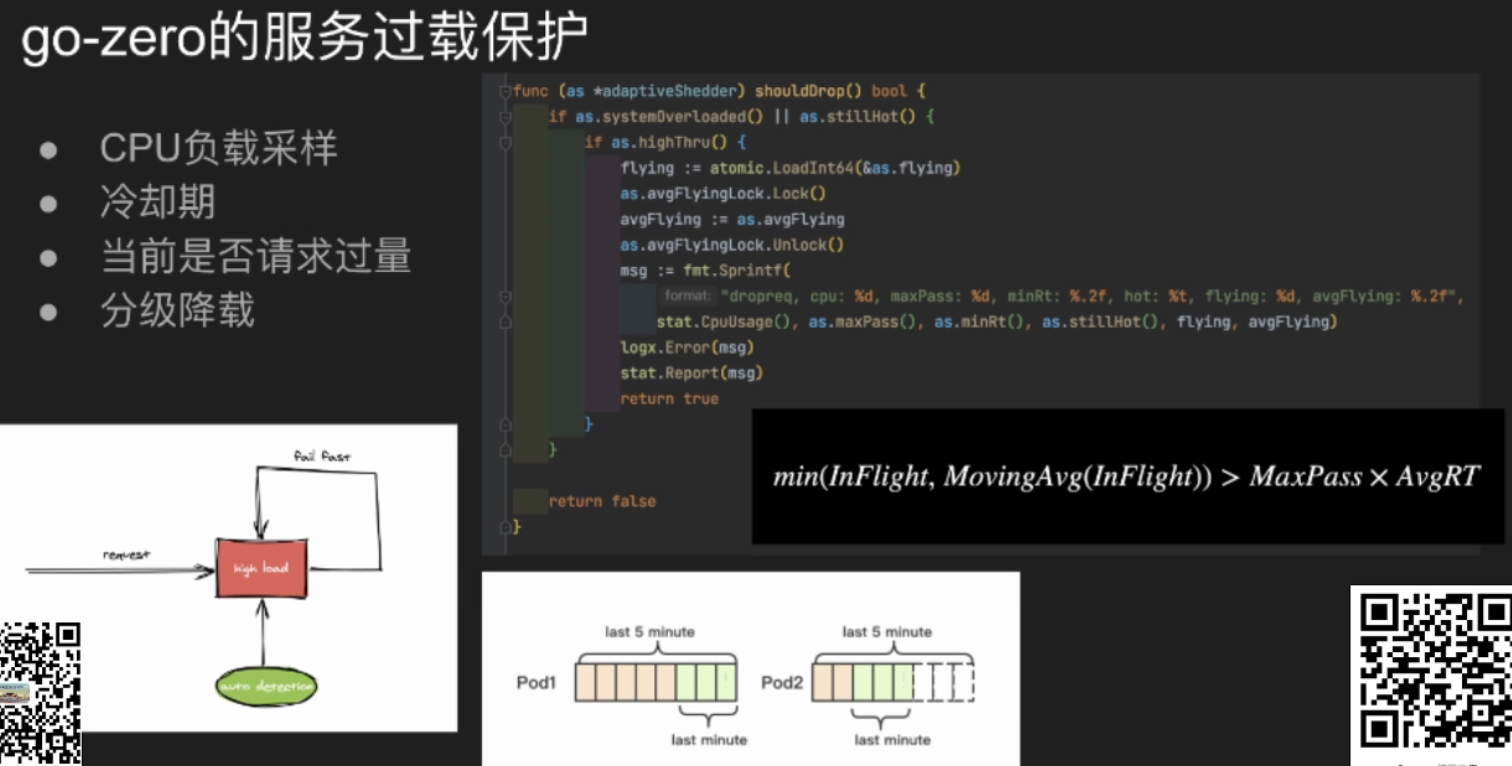 go-zero的服务过载保护
● CPU负载采样
● 冷却期
● 当前是否请求过量
● 分级降载
func (as *adaptiveShedder) shouldDrop() bool {
if as.systemOverloaded() || as.stillHot() {
if as.highThru() {
flying := atomic.LoadInt64(&as.flying)
as.avgFlyingLock.Lock()
avgFlying := as.avgFlying
as.avgFlyingLock.Unlock()
msg := fmt.Sprintf(
format: "dropreq, cpu: %d, maxPass: %d, minRt: %.2f, hot: %t, flying: %d, avgFlying: %.2f",
stat.CpuUsage(), as.maxPass(), as.minRt(), as.stillHot(), flying, avgFlying)
logx.Error(msg)
stat.Report(msg)
return true
}
}
return false
}
min(InFlight, MovingAvg(InFlight)) > MaxPass × AvgRT
fail fast
request
high load
auto detection
last 5 minute
Pod1
last minute
last 5 minute
Pod2
last minute